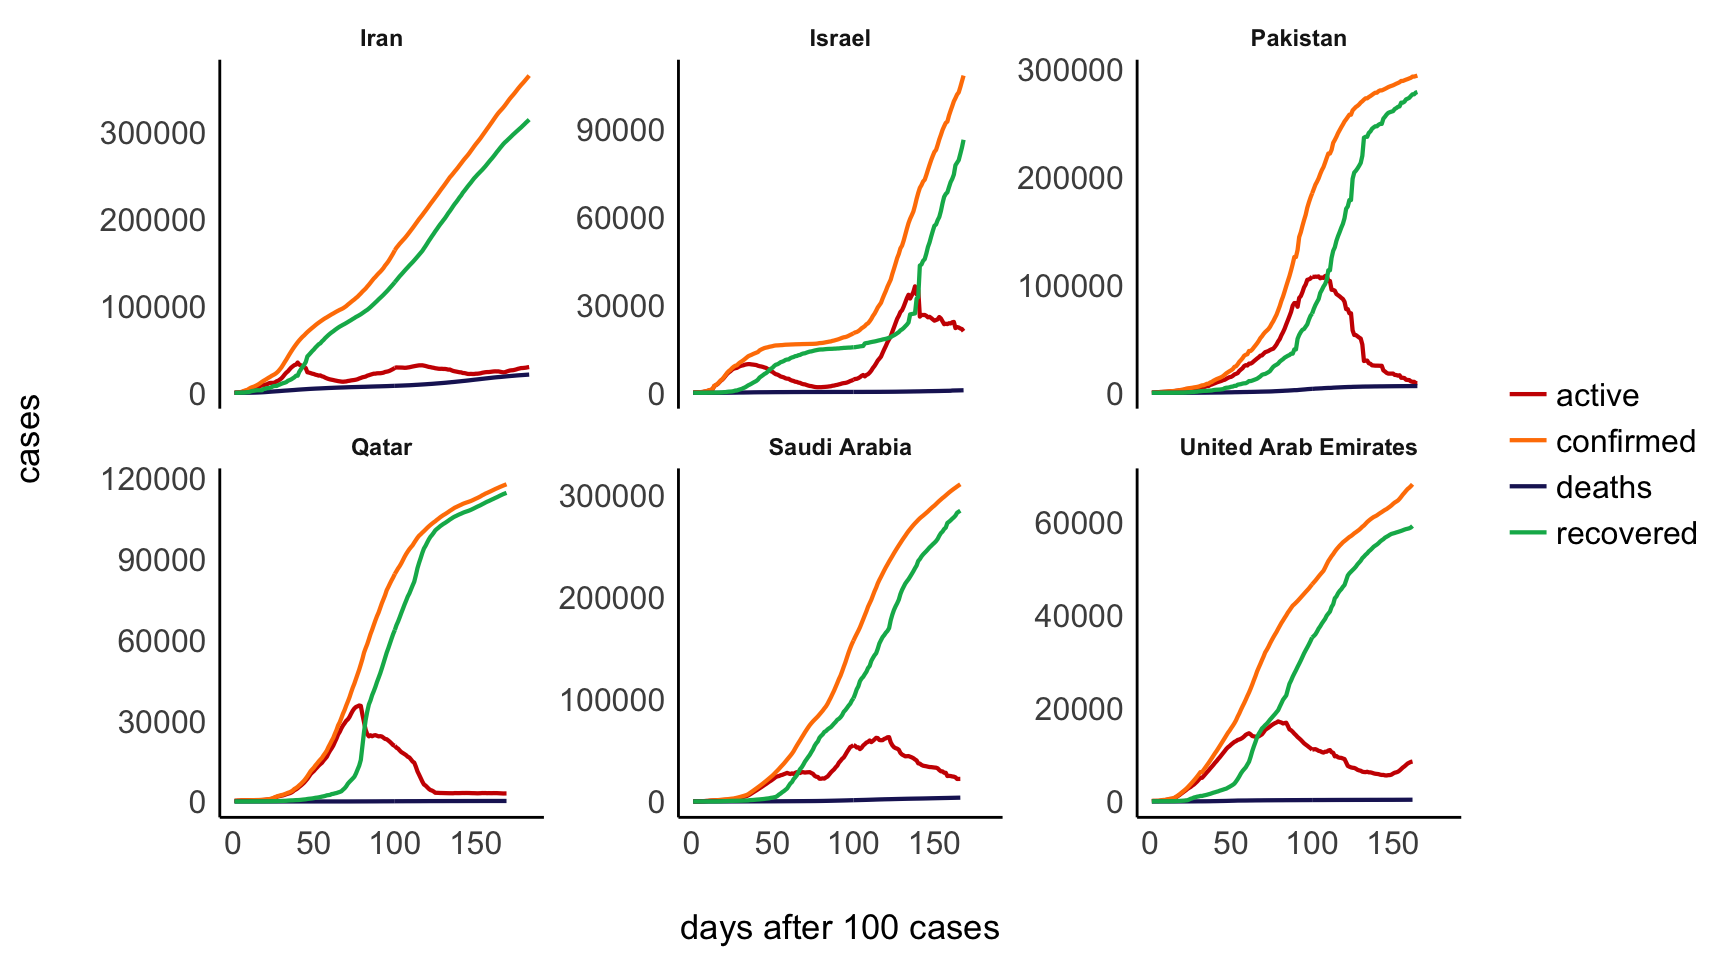 Iran
Israel
Pakistan
300000
200000
100000
0
90000
60000
30000
0
300000
200000
100000
0
cases
Qatar
Saudi Arabia
United Arab Emirates
120000
90000
60000
30000
0
300000
200000
100000
0
60000
40000
20000
0
0 50 100 150
0 50 100 150
0 50 100 150
days after 100 cases
active
confirmed
deaths
recovered